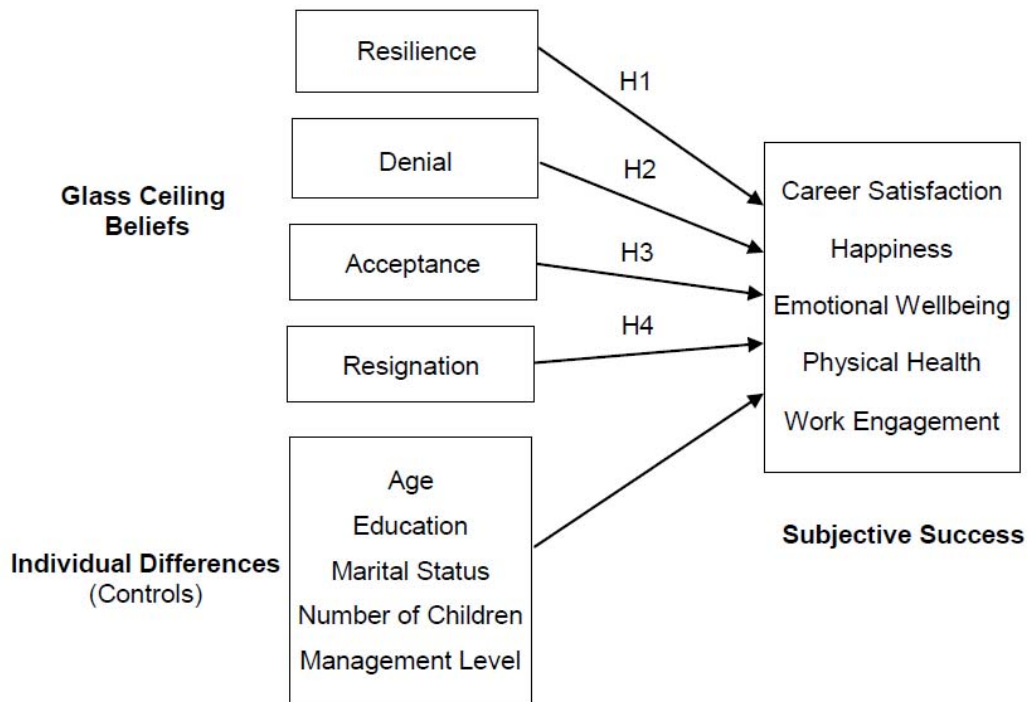 Resilience
H1
Denial
H2
Glass Ceiling
Beliefs
Acceptance
H3
Resignation
H4
Career Satisfaction
Happiness
Emotional Wellbeing
Physical Health
Work Engagement
Subjective Success
Individual Differences
(Controls)
Age
Education
Marital Status
Number of Children
Management Level